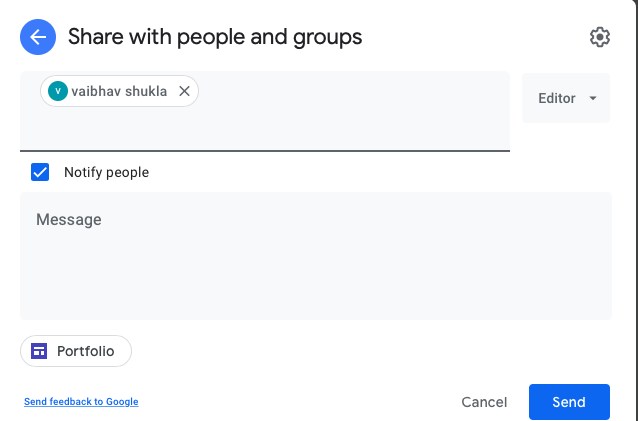 Share with people and groups
v vaibhav shukla
Editor
Notify people
Message
Portfolio
Send feedback to Google
Cancel
Send